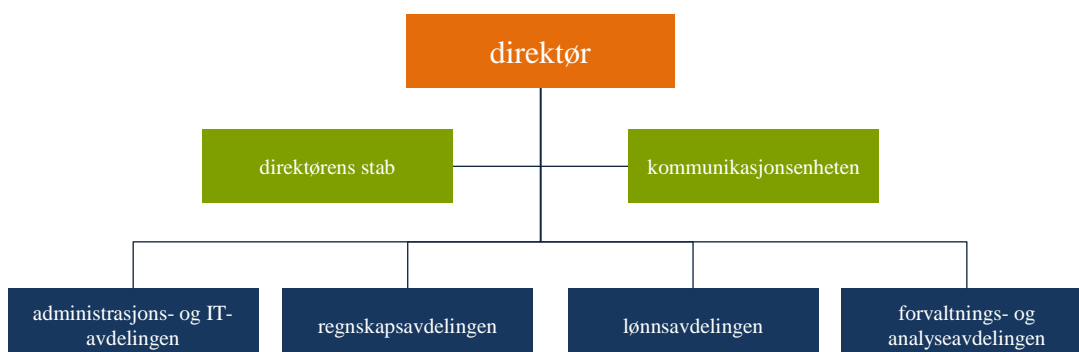 direktør
direktørens stab
kommunikasjonsenheten
administrasjons- og IT-
avdelingen
regnskapsavdelingen
lønnsavdelingen
forvaltnings- og
analyseavdelingen